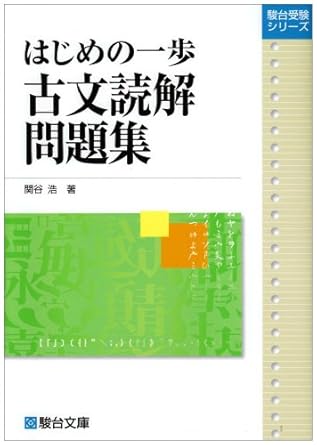 駿台受験
シリーズ
はじめの一歩
古文読解
問題集
関谷 浩 著
駿台文庫